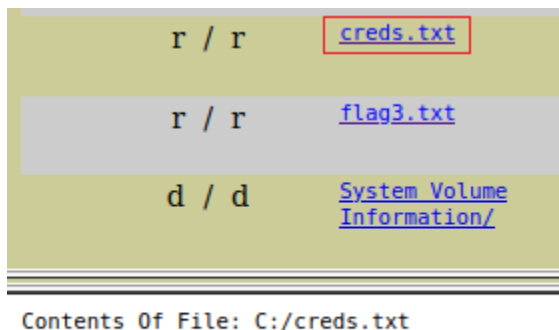 r / r creds.txt
r / r flag3.txt
d / d System Volume
Information/
Contents Of File: C:/creds.txt